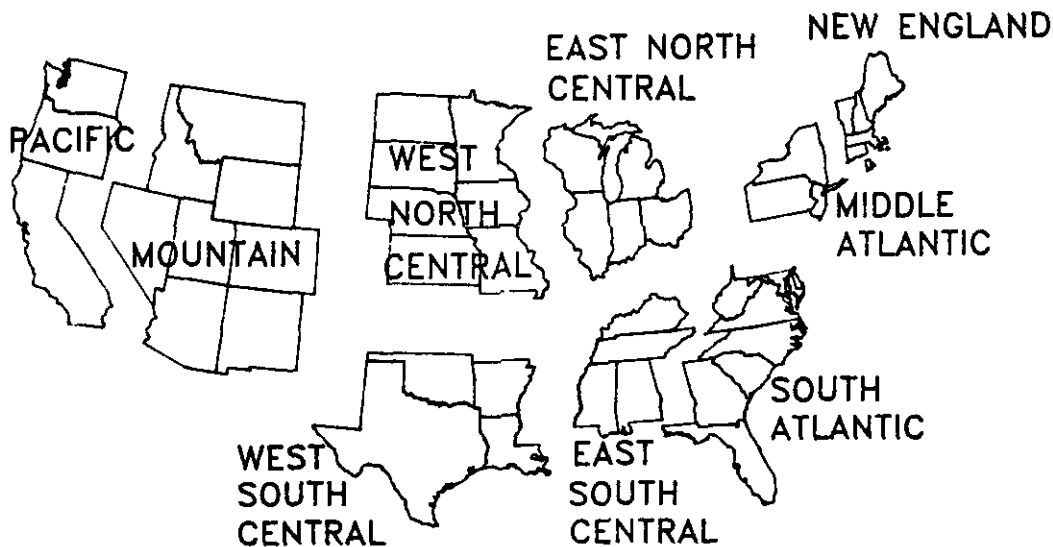 NEW ENGLAND
EAST NORTH
CENTRAL
PACIFIC
WEST
NORTH
CENTRAL
MOUNTAIN
MIDDLE
ATLANTIC
SOUTH
ATLANTIC
WEST
SOUTH
CENTRAL
EAST
SOUTH
CENTRAL